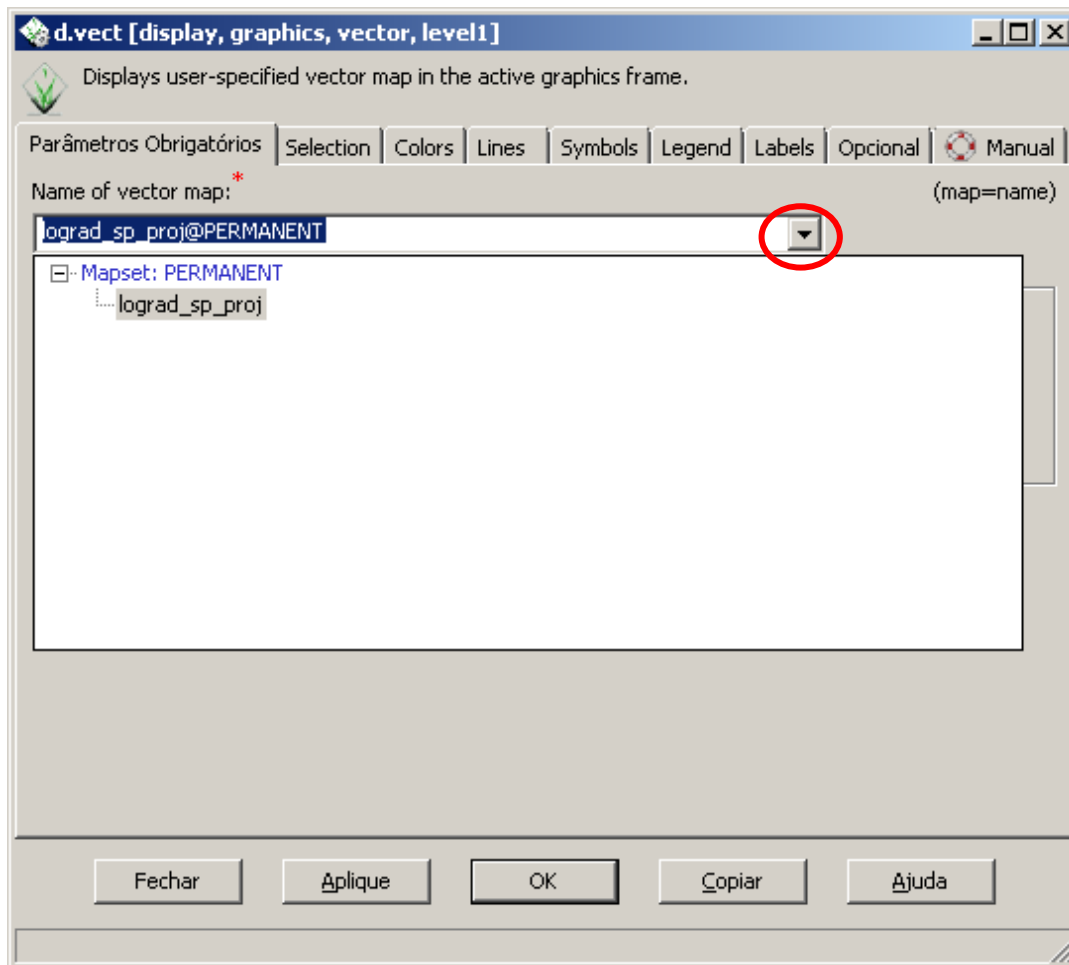 d.vect [display, graphics, vector, level1]
Displays user-specified vector map in the active graphics frame.
Parâmetros Obrigatórios Selection Colors Lines Symbols Legend Labels Opcional Manual
Name of vector map:* (map=name)
lograd_sp_proj@PERMANENT
Mapset: PERMANENT
lograd_sp_proj
Fechar Aplique OK Copiar Ajuda